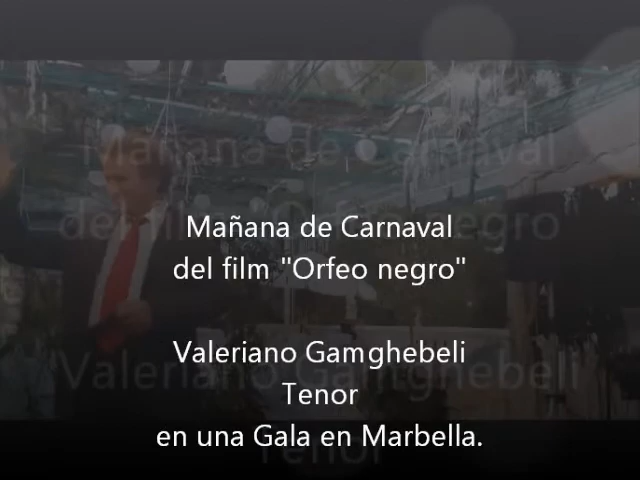 Mañana de Carnaval
del film "Orfeo negro"
Valeriano Gamghebeli
Tenor
en una Gala en Marbella.